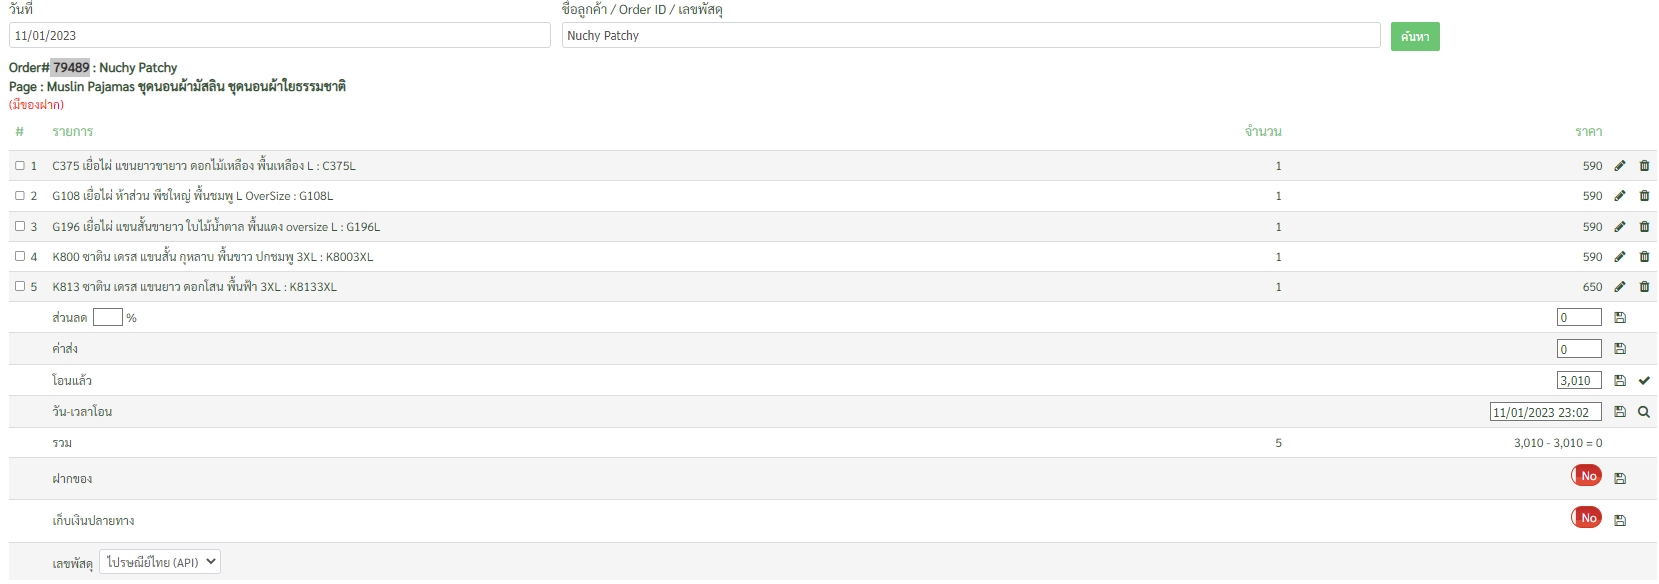 วันที่ ชื่อลูกค้า / Order ID / เลขพัสดุ
11/01/2023 Nuchy Patchy ค้นหา
Order# 79489 : Nuchy Patchy
Page : Muslin Pajamas ชุดนอนผ้ามัสลิน ชุดนอนผ้าใยธรรมชาติ
(มีของฝาก)
# รายการ จำนวน ราคา
1 C375 เยื่อไผ่ แขนยาวขายาว ดอกไม้เหลือง พื้นเหลือง L : C375L 1 590
2 G108 เยื่อไผ่ ห้าส่วน พืชใหญ่ พื้นชมพู L OverSize : G108L 1 590
3 G196 เยื่อไผ่ แขนสั้นขายาว ใบไม้น้ำตาล พื้นแดง oversize L : G196L 1 590
4 K800 ซาติน เดรส แขนสั้น กุหลาบ พื้นขาว ปกชมพู 3XL : K8003XL 1 590
5 K813 ซาติน เดรส แขนยาว ดอกโสน พื้นฟ้า 3XL : K8133XL 1 650
ส่วนลด % 0
ค่าส่ง 0
โอนแล้ว 3,010
วัน-เวลาโอน 11/01/2023 23:02
รวม 5 3,010 - 3,010 = 0
ฝากของ No
เก็บเงินปลายทาง No
เลขพัสดุ ไปรษณีย์ไทย (API)